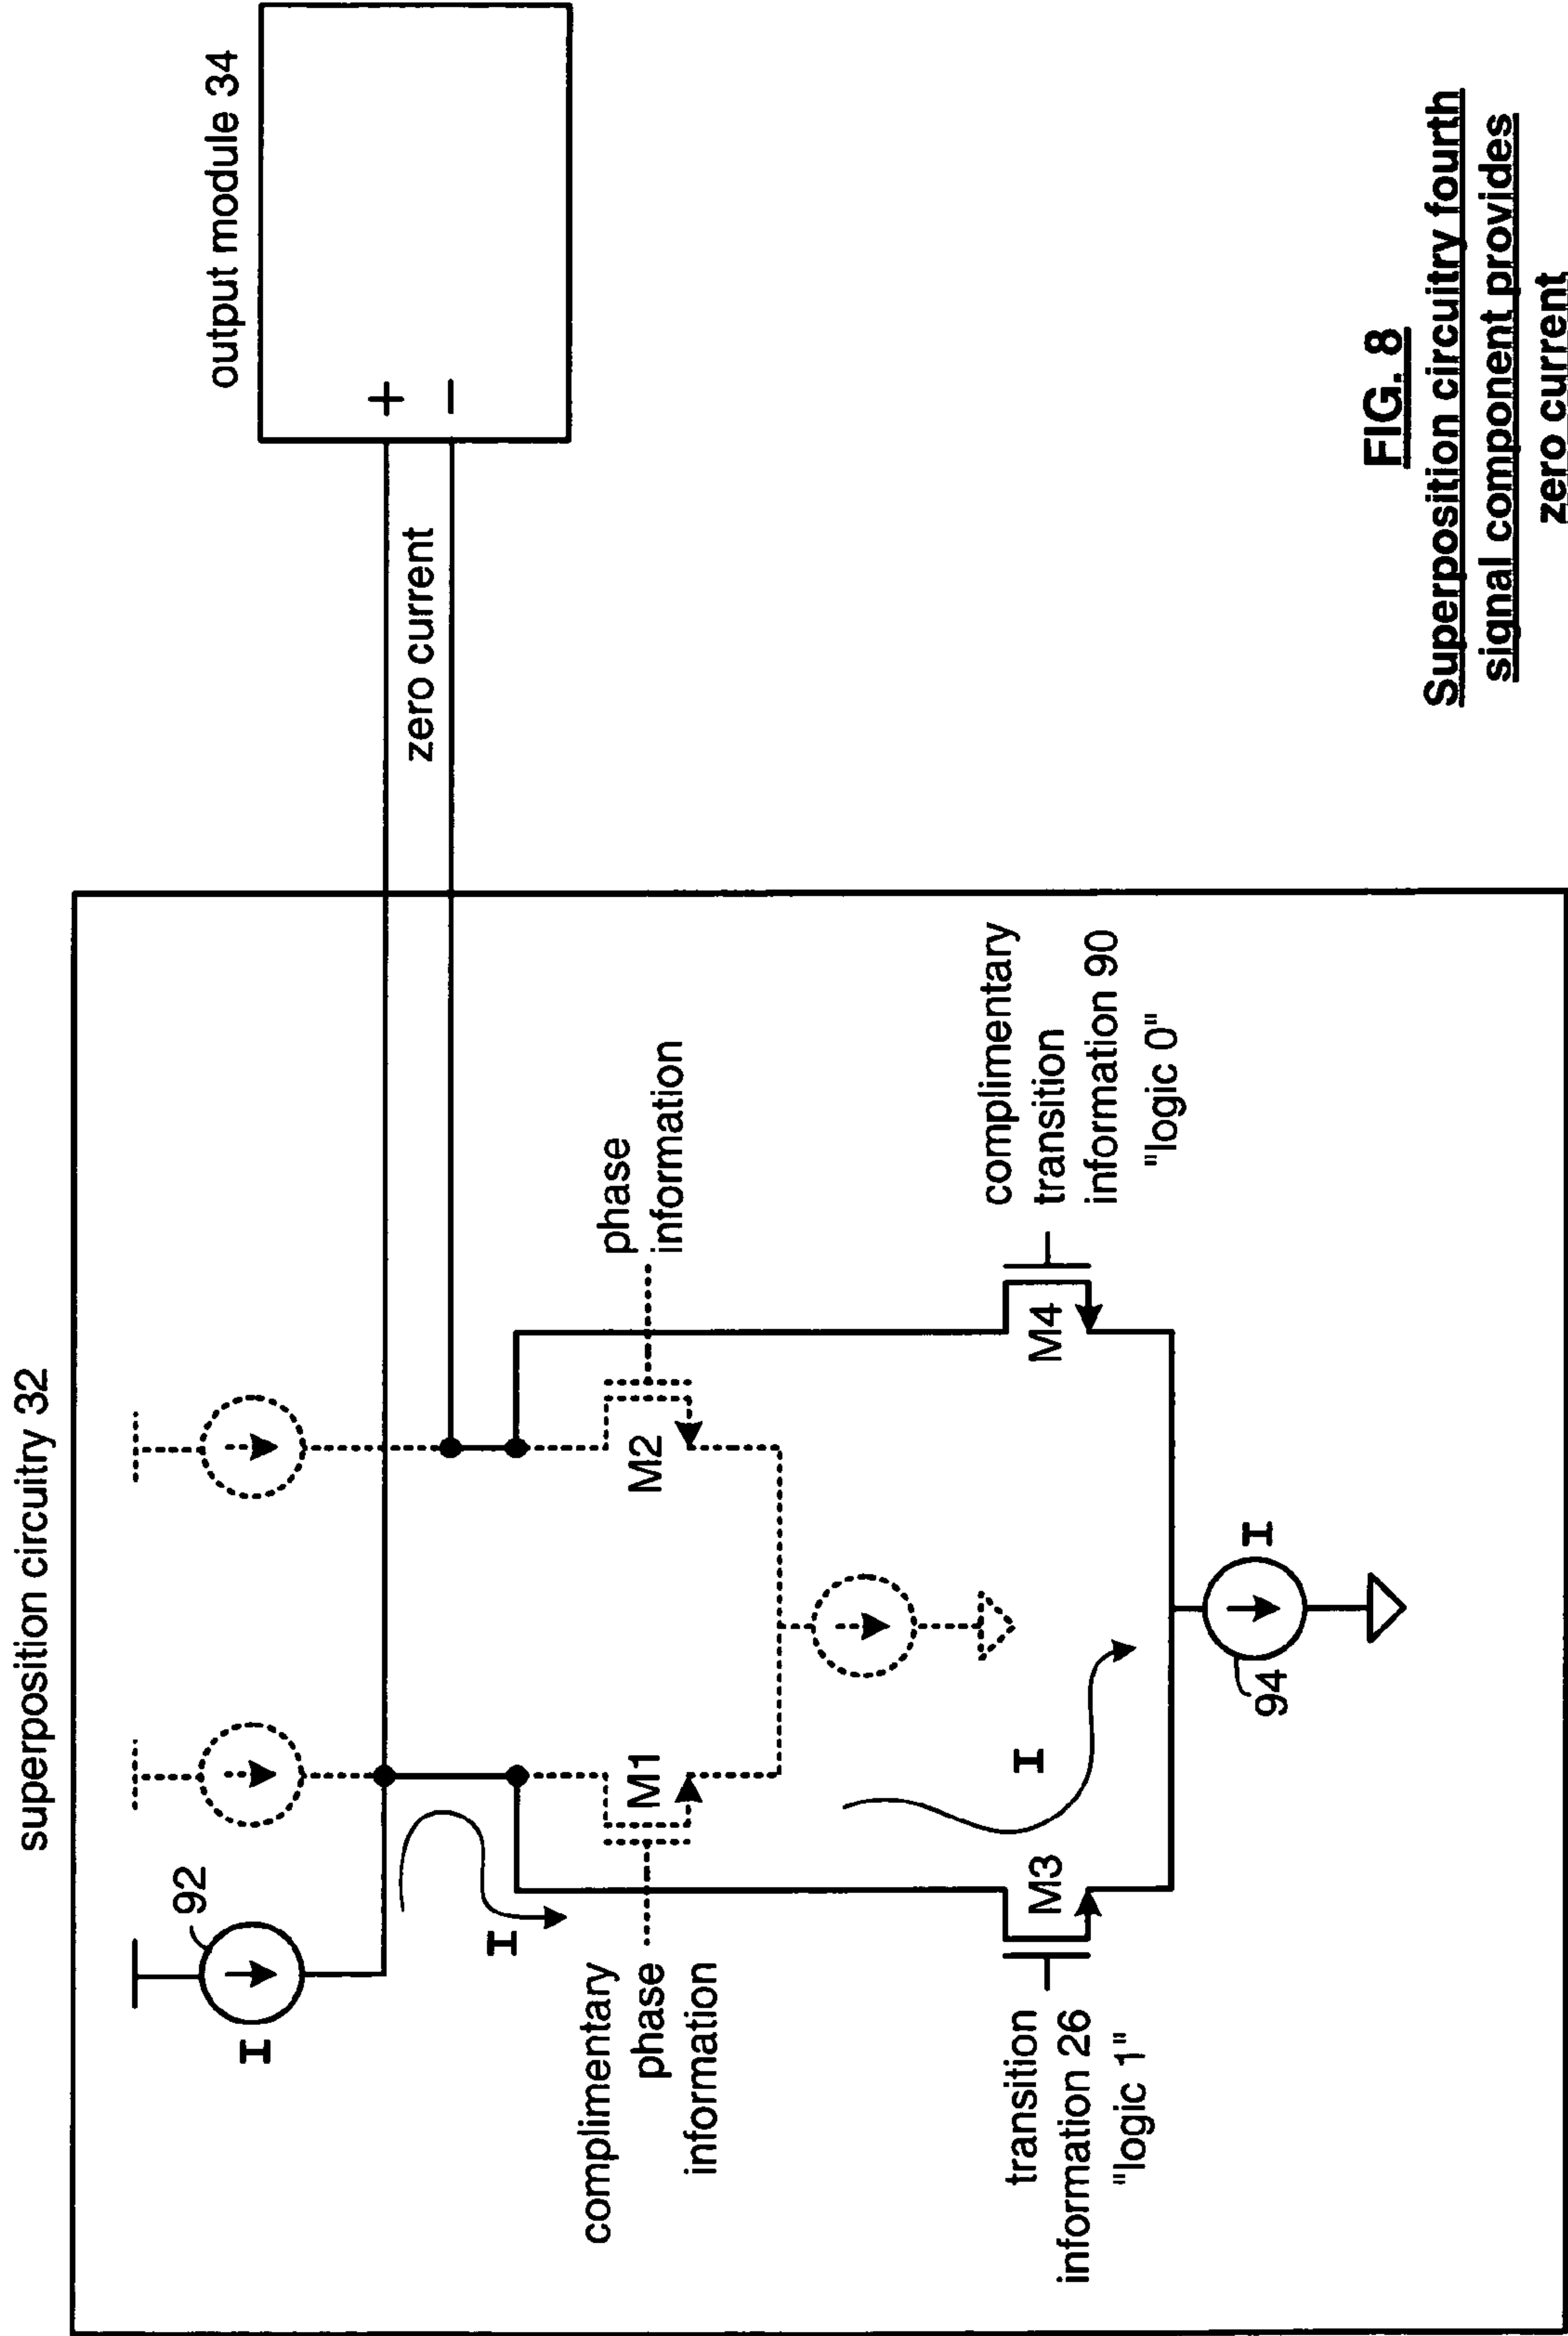 superposition circuitry 32
output module 34
92
I
+
−
zero current
I
complimentary
phase
information
M1
M2
phase
information
transition
information 26
"logic 1"
M3
I
M4
complimentary
transition
information 90
"logic 0"
94
I
FIG. 8
Superposition circuitry fourth
signal component provides
zero current